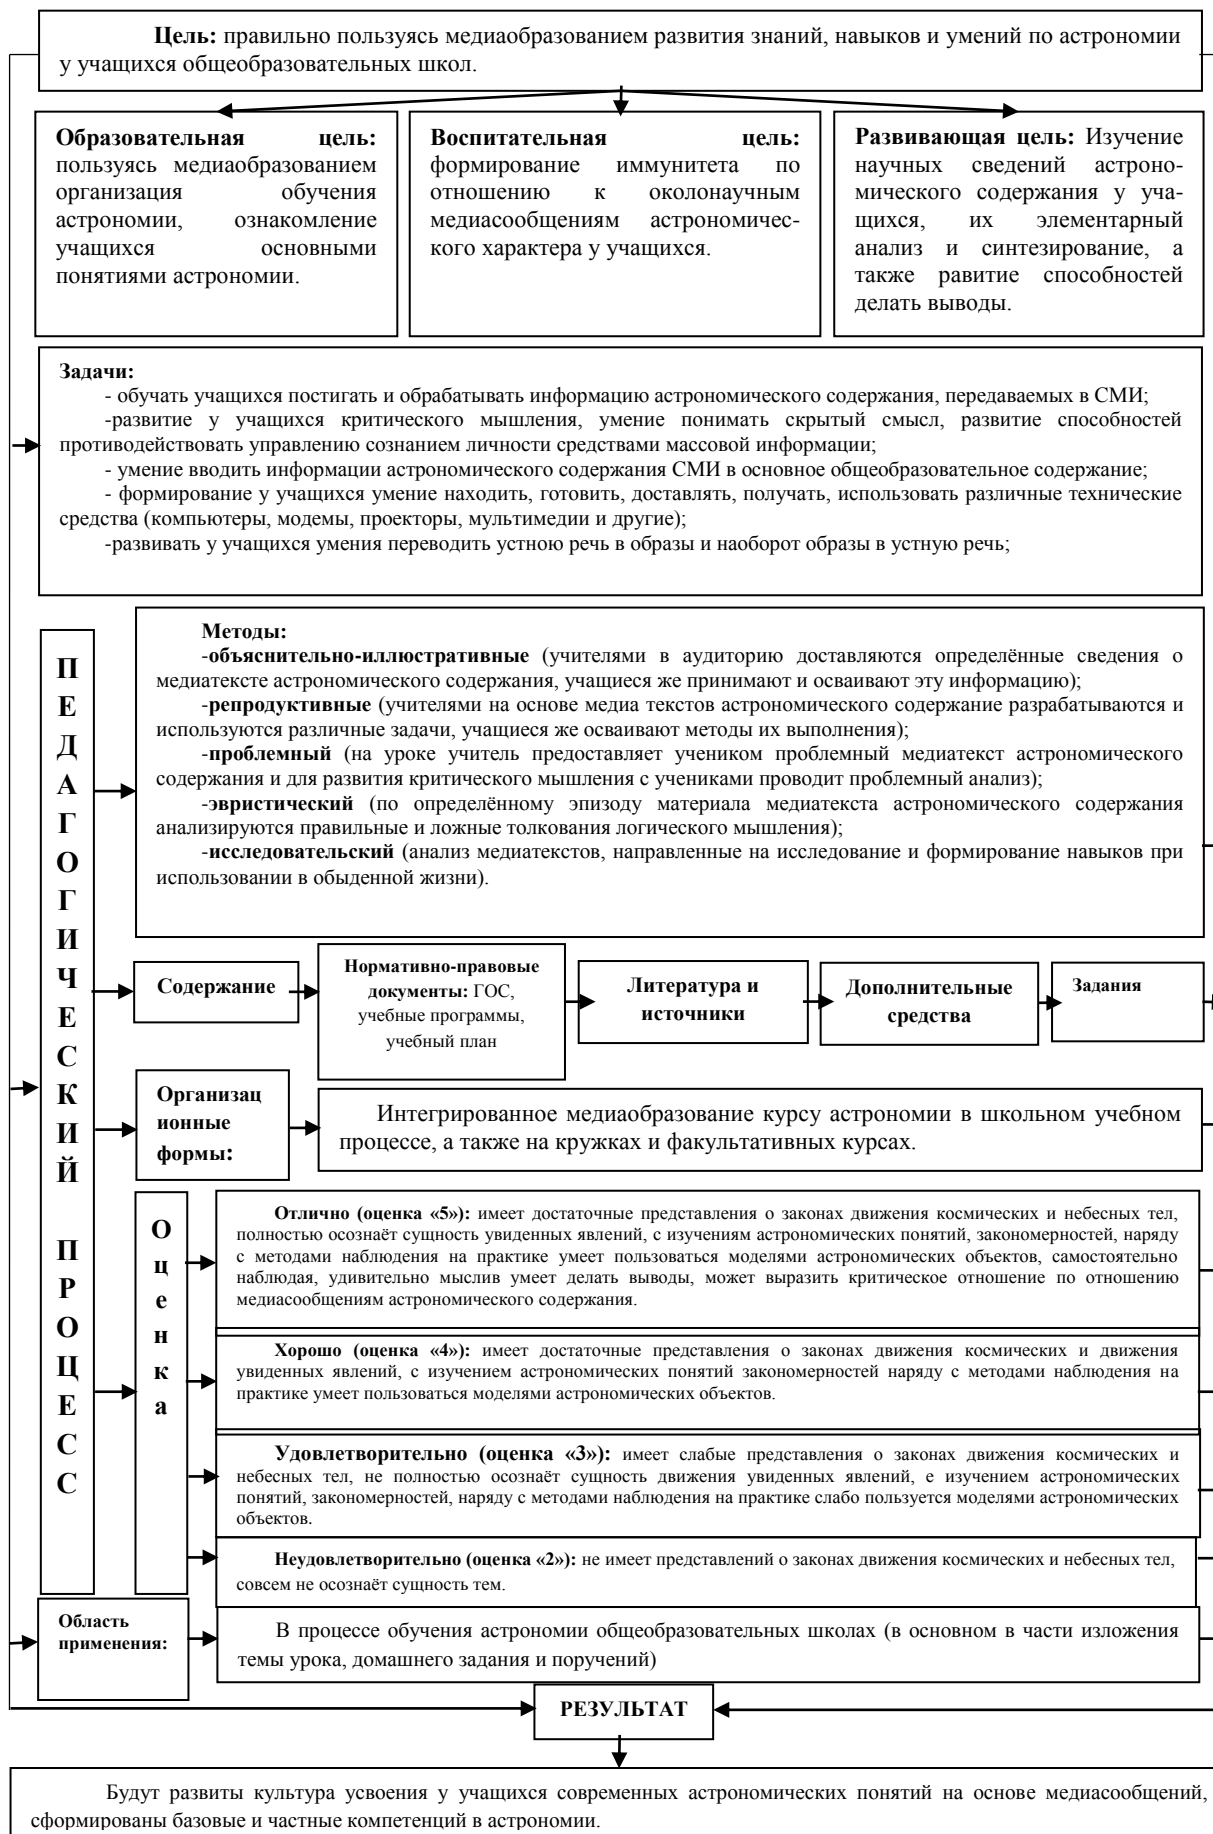 Цель: правильно пользуясь медиаобразованием развития знаний, навыков и умений по астрономии
у учащихся общеобразовательных школ.
Образовательная цель:
пользуясь медиаобразованием
организация обучения
астрономии, ознакомление
учащихся основными
понятиями астрономии.
Воспитательная цель:
формирование иммунитета по
отношению к околонаучным
медиасообщениям астрономичес-
кого характера у учащихся.
Развивающая цель: Изучение
научных сведений астроно-
мического содержания у уча-
щихся, их элементарный
анализ и синтезирование, а
также равитие способностей
делать выводы.
Задачи:
- обучать учащихся постигать и обрабатывать информацию астрономического содержания, передаваемых в СМИ;
-развитие у учащихся критического мышления, умение понимать скрытый смысл, развитие способностей
противодействовать управлению сознанием личности средствами массовой информации;
- умение вводить информации астрономического содержания СМИ в основное общеобразовательное содержание;
- формирование у учащихся умение находить, готовить, доставлять, получать, использовать различные технические
средства (компьютеры, модемы, проекторы, мультимедии и другие);
-развивать у учащихся умения переводить устною речь в образы и наоборот образы в устную речь;
ПЕДАГОГИЧЕСКИЙ ПРОЦЕСС
Методы:
-объяснительно-иллюстративные (учителями в аудиторию доставляются определённые сведения о
медиатексте астрономического содержания, учащиеся же принимают и осваивают эту информацию);
-репродуктивные (учителями на основе медиа текстов астрономического содержание разрабатываются и
используются различные задачи, учащиеся же осваивают методы их выполнения);
-проблемный (на уроке учитель предоставляет учеником проблемный медиатекст астрономического
содержания и для развития критического мышления с учениками проводит проблемный анализ);
-эвристический (по определённому эпизоду материала медиатекста астрономического содержания
анализируются правильные и ложные толкования логического мышления);
-исследовательский (анализ медиатекстов, направленные на исследование и формирование навыков при
использовании в обыденной жизни).
Содержание
Нормативно-правовые
документы: ГОС,
учебные программы,
учебный план
Литература и
источники
Дополнительные
средства
Задания
Организац
ионные
формы:
Интегрированное медиаобразование курсу астрономии в школьном учебном
процессе, а также на кружках и факультативных курсах.
Оценка
Отлично (оценка «5»): имеет достаточные представления о законах движения космических и небесных тел,
полностью осознаёт сущность увиденных явлений, с изучениям астрономических понятий, закономерностей, наряду
с методами наблюдения на практике умеет пользоваться моделями астрономических объектов, самостоятельно
наблюдая, удивительно мыслив умеет делать выводы, может выразить критическое отношение по отношению
медиасообщениям астрономического содержания.
Хорошо (оценка «4»): имеет достаточные представления о законах движения космических и движения
увиденных явлений, с изучением астрономических понятий закономерностей наряду с методами наблюдения на
практике умеет пользоваться моделями астрономических объектов.
Удовлетворительно (оценка «3»): имеет слабые представления о законах движения космических и
небесных тел, не полностью осознаёт сущность движения увиденных явлений, е изучением астрономических
понятий, закономерностей, наряду с методами наблюдения на практике слабо пользуется моделями астрономических
объектов.
Неудовлетворительно (оценка «2»): не имеет представлений о законах движения космических и небесных тел,
совсем не осознаёт сущность тем.
Область
применения:
В процессе обучения астрономии общеобразовательных школах (в основном в части изложения
темы урока, домашнего задания и поручений)
РЕЗУЛЬТАТ
Будут развиты культура усвоения у учащихся современных астрономических понятий на основе медиасообщений,
сформированы базовые и частные компетенций в астрономии.